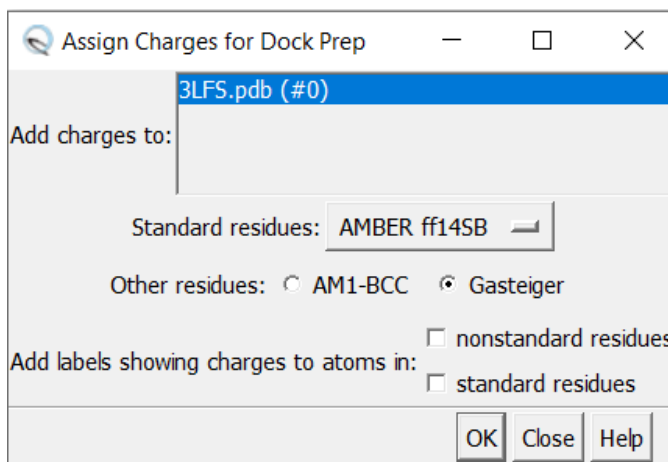 Assign Charges for Dock Prep
3LFS.pdb (#0)
Add charges to:
Standard residues: AMBER ff14SB
Other residues: AM1-BCC Gasteiger
Add labels showing charges to atoms in:
nonstandard residues
standard residues
OK Close Help